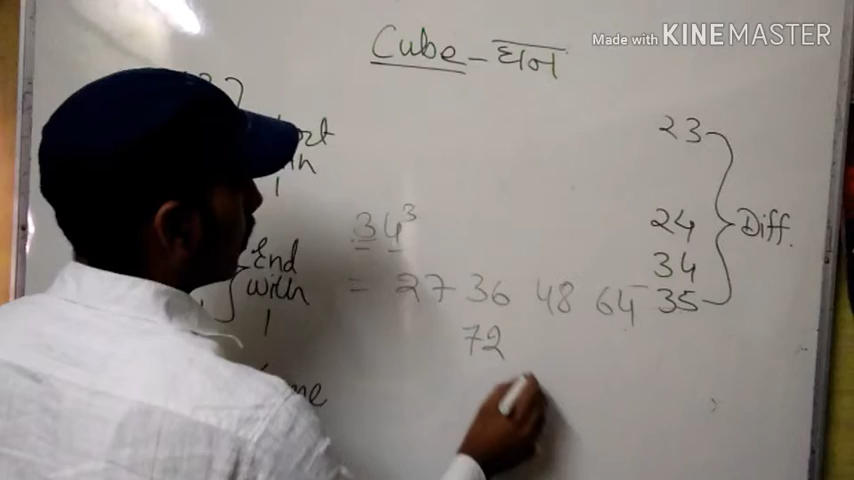 Made with KINEMASTER
Cube - घन
23
34³
24
Diff.
34
End
with
1
= 27 36 48 64
35
72